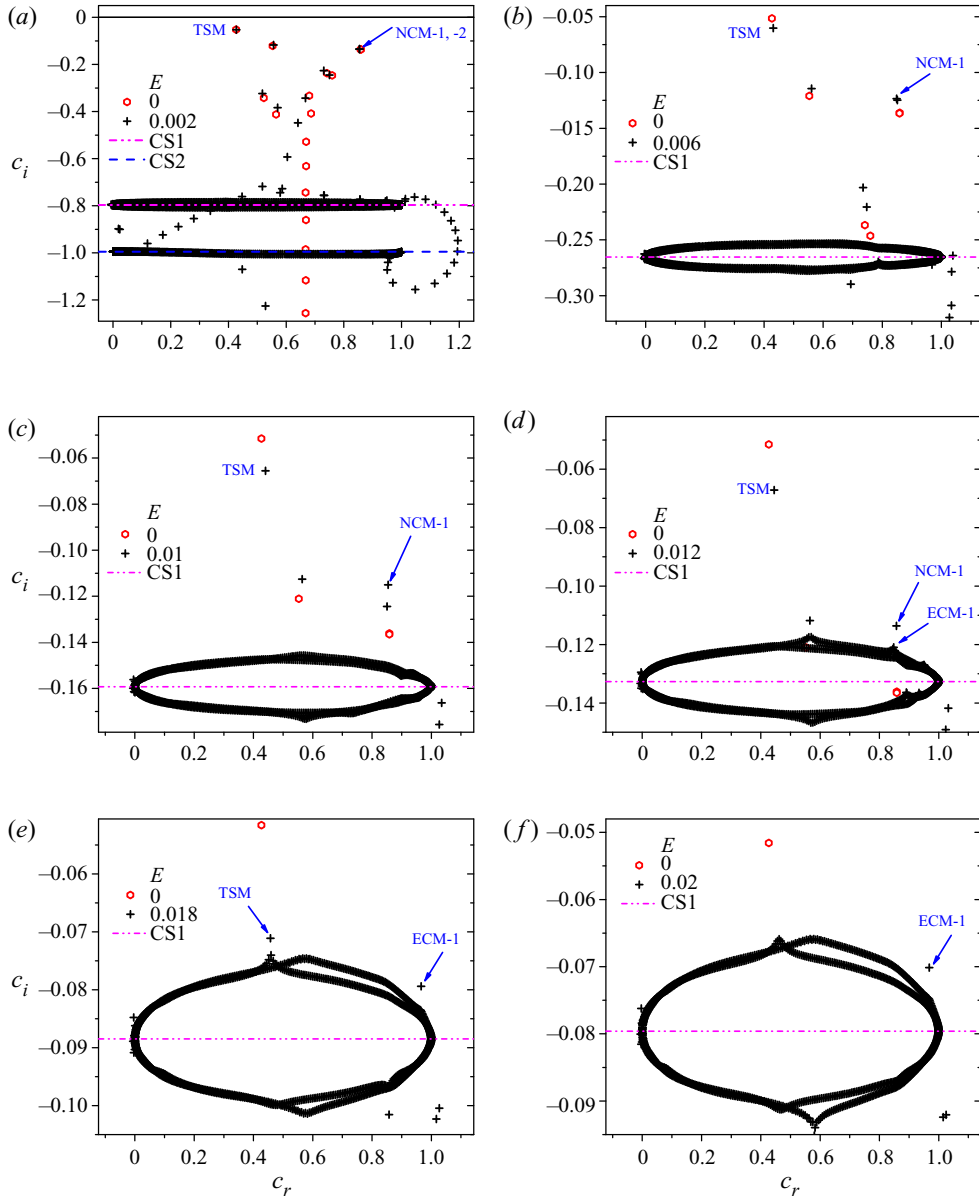 (a)
0
−0.2
−0.4
−0.6
−0.8
−1.0
−1.2
c_i
TSM
NCM-1, -2
E
0
0.002
CS1
CS2
0 0.2 0.4 0.6 0.8 1.0 1.2
(b)
−0.05
−0.10
−015
−0.20
−0.25
−0.30
TSM
NCM-1
E
0
0.006
CS1
0 0.2 0.4 0.6 0.8 1.0
(c)
−0.06
−0.08
−0.10
−0.12
−0.14
−0.16
c_i
TSM
NCM-1
E
0
0.01
CS1
0 0.2 0.4 0.6 0.8 1.0
(d)
−0.04
−0.06
−0.08
−0.10
−0.12
−0.14
TSM
NCM-1
ECM-1
E
0
0.012
CS1
0 0.2 0.4 0.6 0.8 1.0
(e)
−0.06
−0.07
−0.08
−0.09
−0.10
c_i
TSM
ECM-1
E
0
0.018
CS1
0 0.2 0.4 0.6 0.8 1.0
c_r
(f)
−0.05
−0.06
−0.07
−0.08
−0.09
ECM-1
E
0
0.02
CS1
0 0.2 0.4 0.6 0.8 1.0
c_r